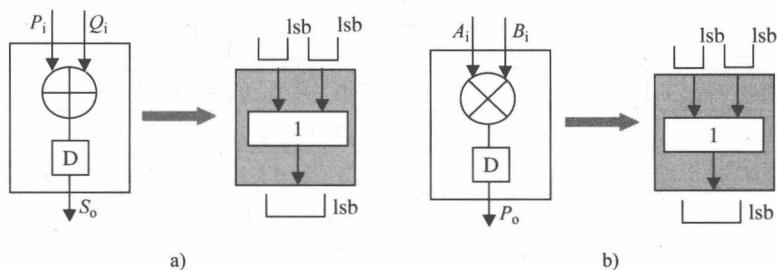 P_i Q_i lsb lsb
D
1
S_o lsb
a)
A_i B_i lsb lsb
D
1
P_o lsb
b)